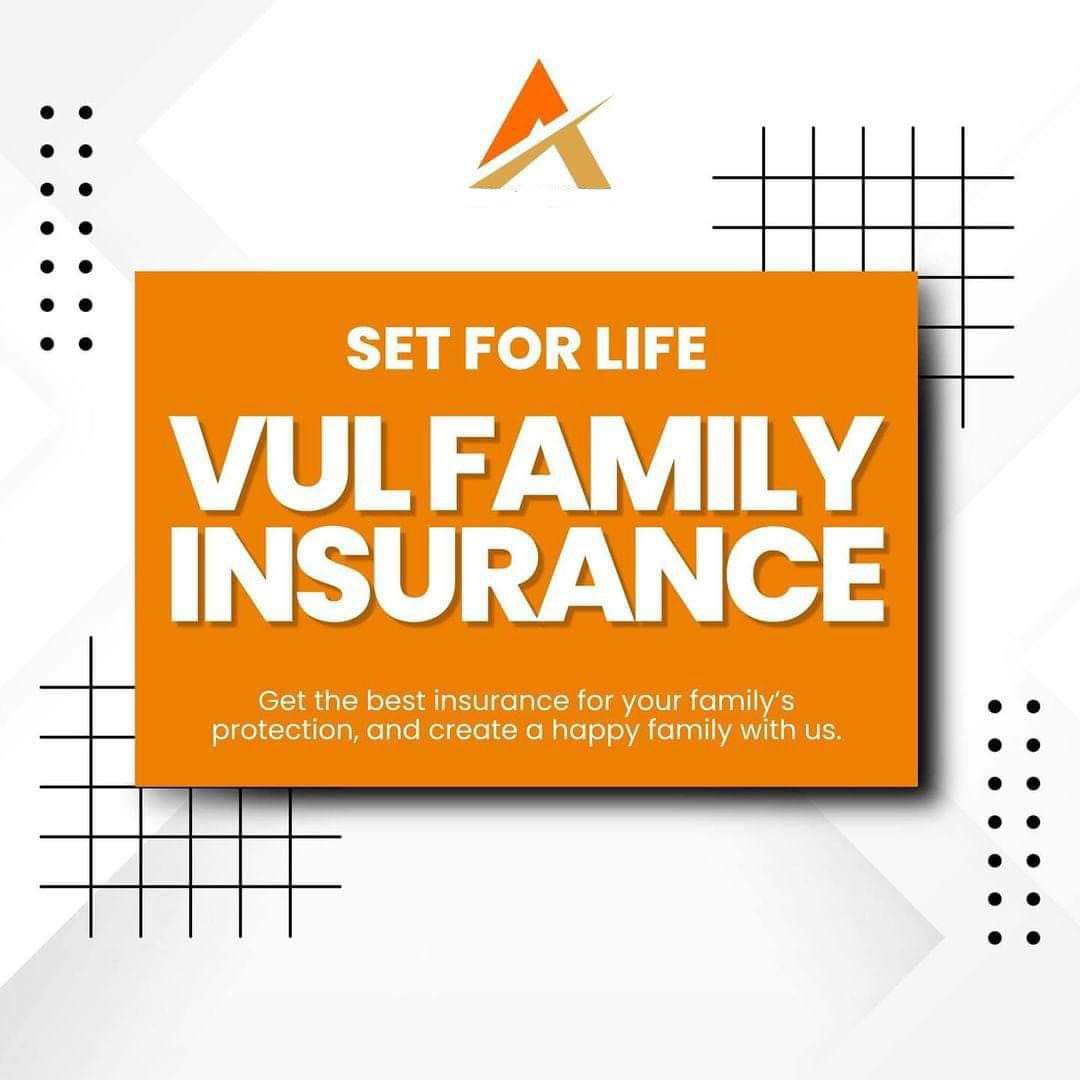 SET FOR LIFE
VUL FAMILY
INSURANCE
Get the best insurance for your family’s
protection, and create a happy family with us.